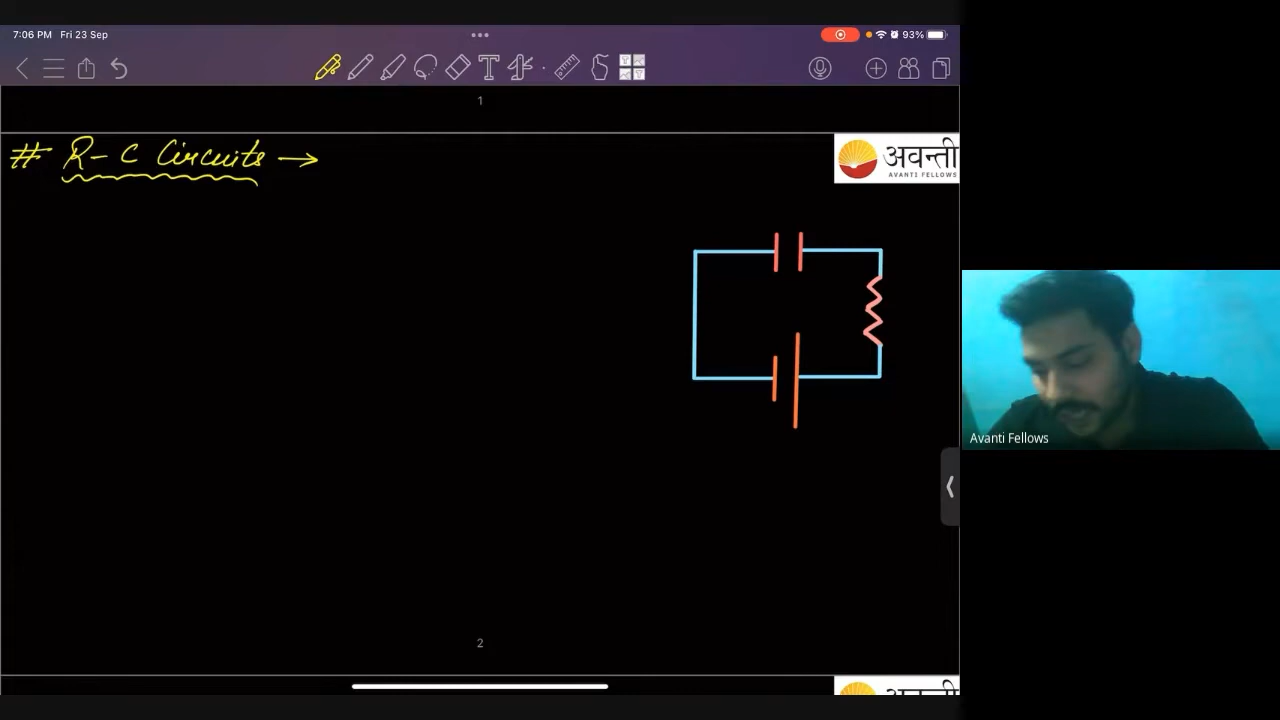 7:06 PM Fri 23 Sep
93%
1
# R-C Circuits →
अवन्ती
AVANTI FELLOWS
Avanti Fellows
2